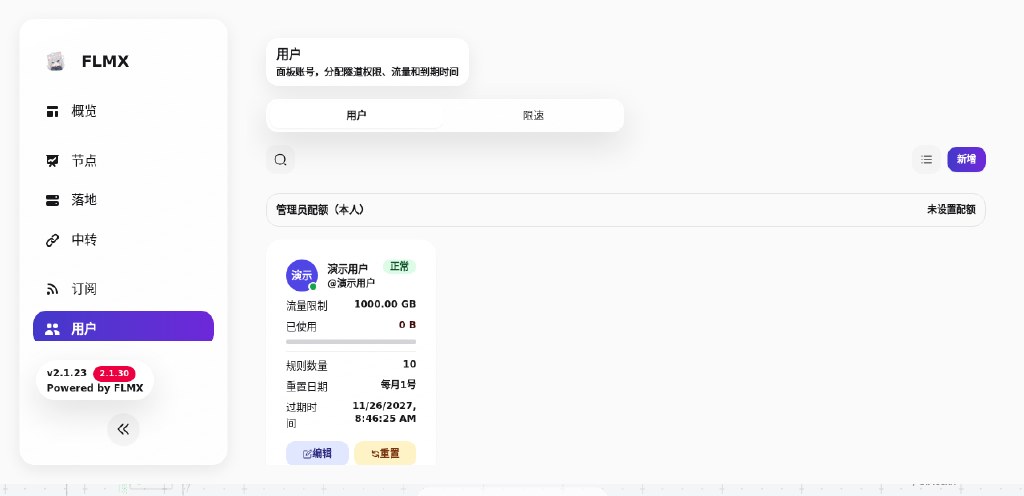 FLMX
概览
节点
落地
中转
订阅
用户
v2.1.23 2.1.30
Powered by FLMX
用户
面板账号，分配隧道权限、流量和到期时间
用户 限速
新增
管理员配额（本人） 未设置配额
演示 演示用户 正常
@演示用户
流量限制 1000.00 GB
已使用 0 B
规则数量 10
重置日期 每月1号
过期时间 11/26/2027,
8:46:25 AM
编辑 重置